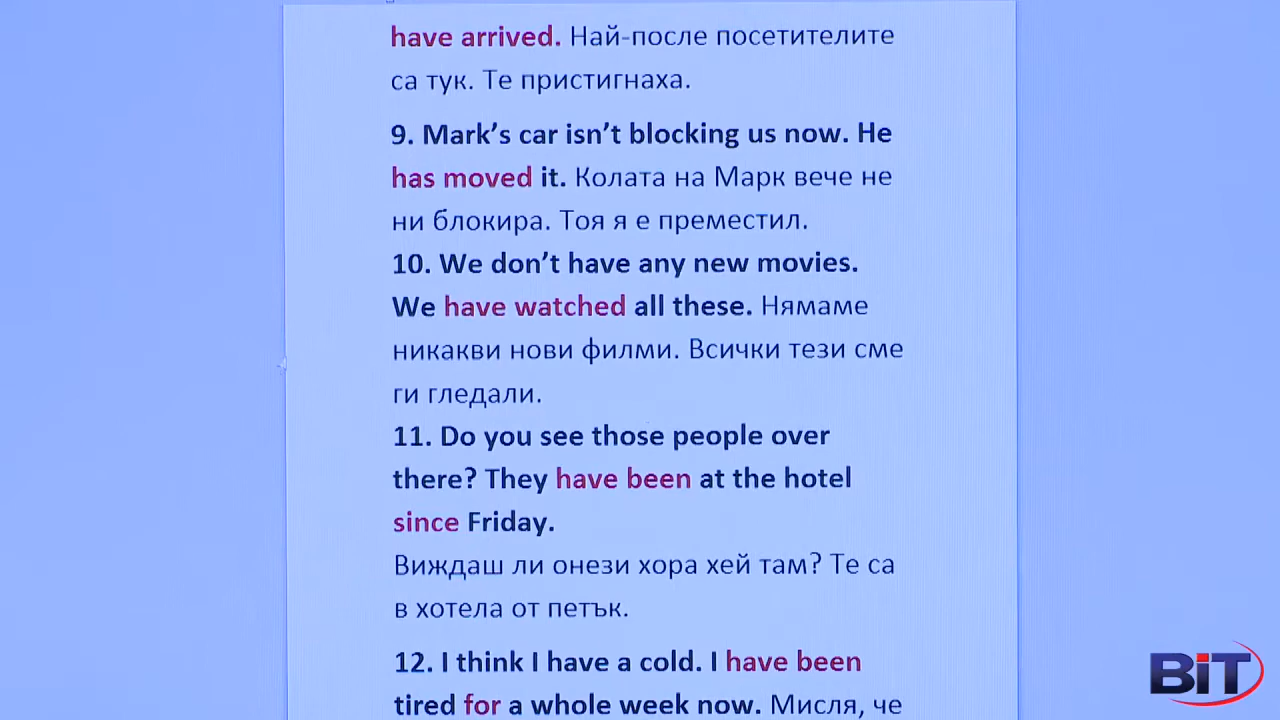 have arrived. Най-после посетителите
са тук. Те пристигнаха.
9. Mark’s car isn’t blocking us now. He
has moved it. Колата на Марк вече не
ни блокира. Тоя я е преместил.
10. We don’t have any new movies.
We have watched all these. Нямаме
никакви нови филми. Всички тези сме
ги гледали.
11. Do you see those people over
there? They have been at the hotel
since Friday.
Виждаш ли онези хора хей там? Те са
в хотела от петък.
12. I think I have a cold. I have been
tired for a whole week now. Мисля, че
BiT